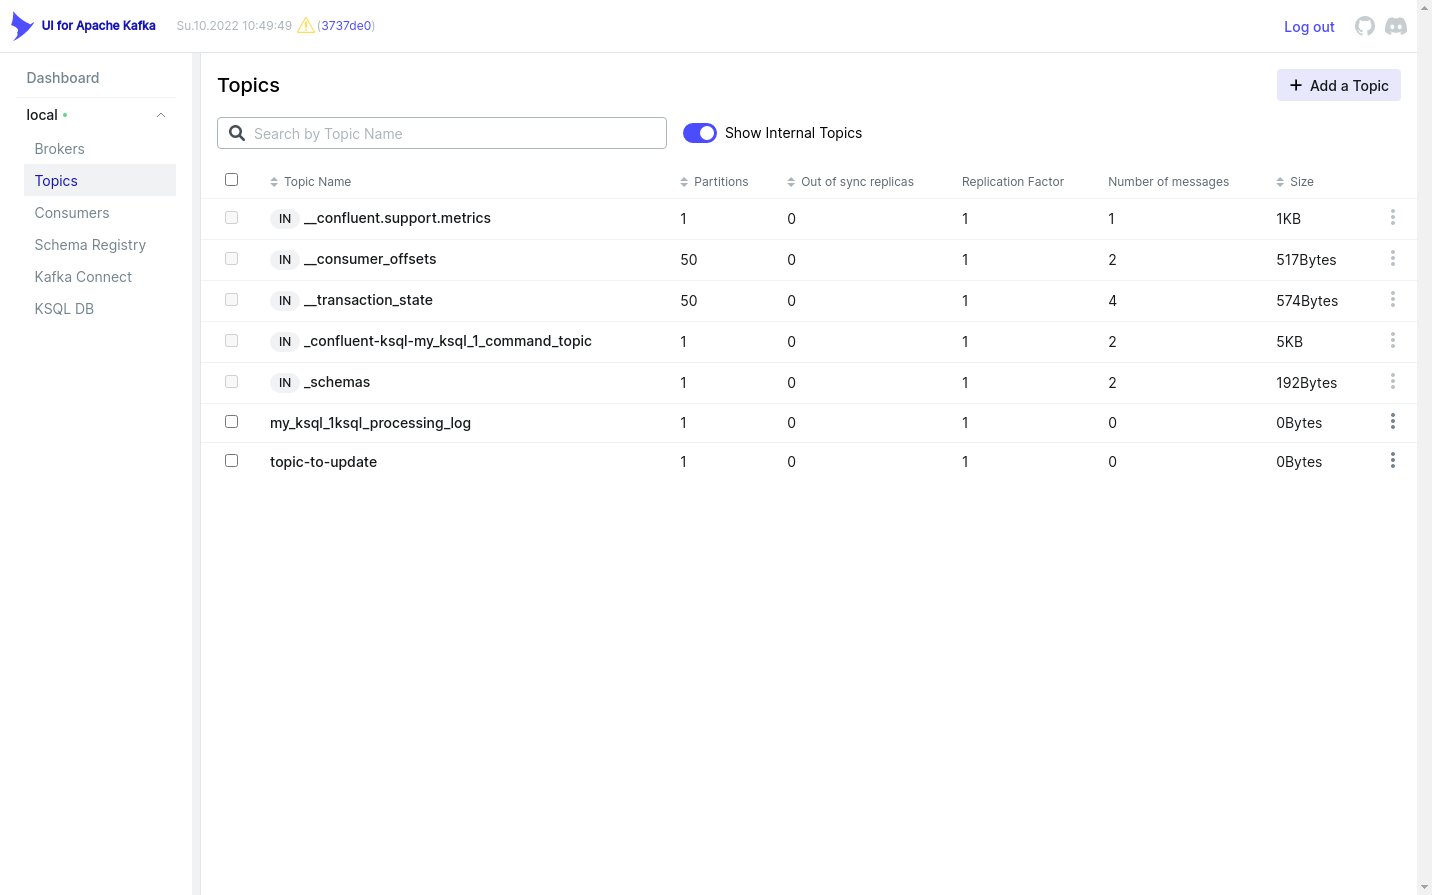 UI for Apache Kafka Su.10.2022 10:49:49 (3737de0) Log out
Dashboard
local
Brokers
Topics
Consumers
Schema Registry
Kafka Connect
KSQL DB
Topics
Add a Topic
Search by Topic Name
Show Internal Topics
Topic Name Partitions Out of sync replicas Replication Factor Number of messages Size
IN __confluent.support.metrics 1 0 1 1 1KB
IN __consumer_offsets 50 0 1 2 517Bytes
IN __transaction_state 50 0 1 4 574Bytes
IN _confluent-ksql-my_ksql_1_command_topic 1 0 1 2 5KB
IN _schemas 1 0 1 2 192Bytes
my_ksql_1ksql_processing_log 1 0 1 0 0Bytes
topic-to-update 1 0 1 0 0Bytes